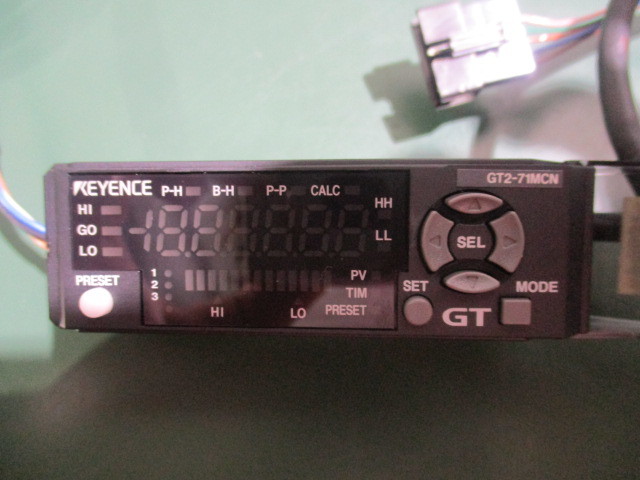 KEYENCE P-H B-H P-P CALC GT2-71MCN
HI HH
GO
LO LL
SEL
PRESET 1 PV SET MODE
2
3 TIM
HI LO PRESET GT